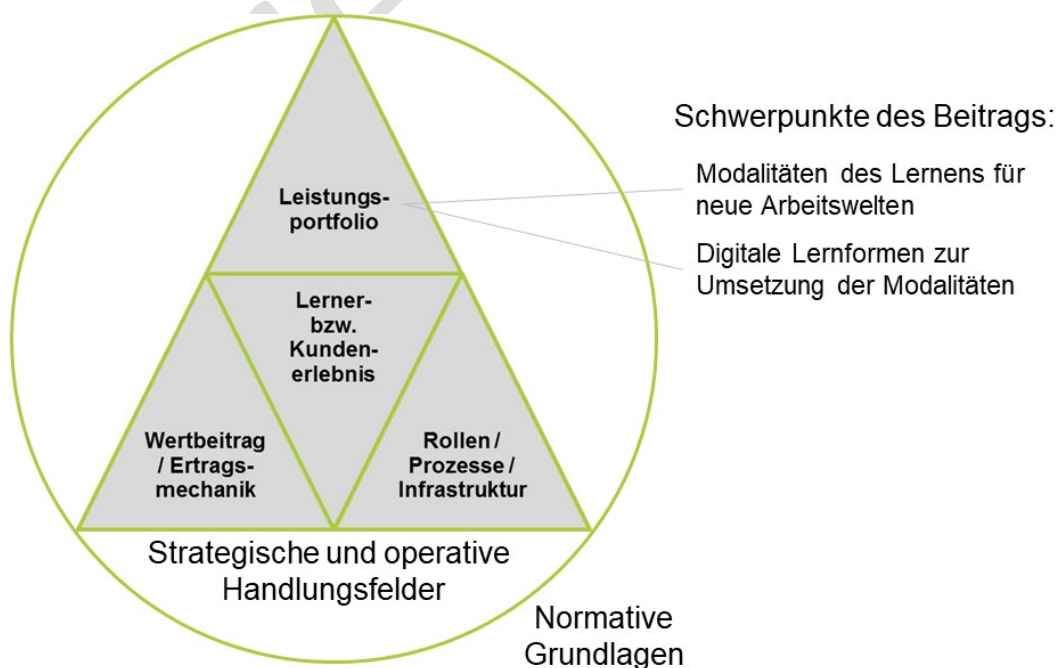 Schwerpunkte des Beitrags:
Modalitäten des Lernens für
neue Arbeitswelten
Digitale Lernformen zur
Umsetzung der Modalitäten
Leistungs-
portfolio
Lerner-
bzw.
Kunden-
erlebnis
Wertbeitrag
/ Ertrags-
mechanik
Rollen /
Prozesse /
Infrastruktur
Strategische und operative
Handlungsfelder
Normative
Grundlagen